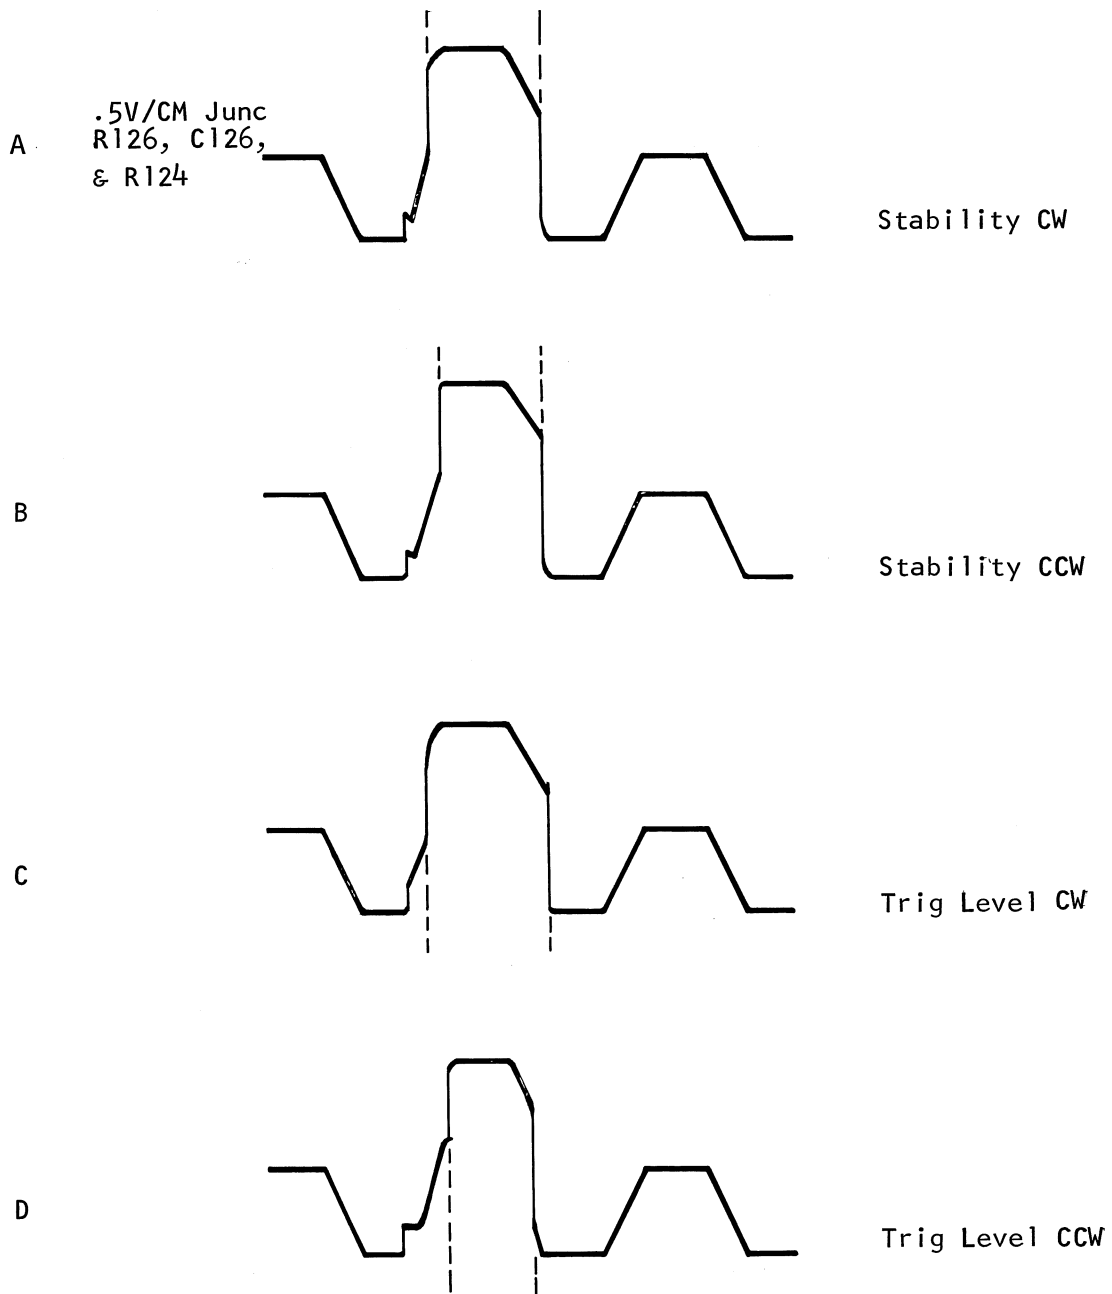 A
.5V/CM Junc
R126, C126,
& R124
Stability CW
B
Stability CCW
C
Trig Level CW
D
Trig Level CCW